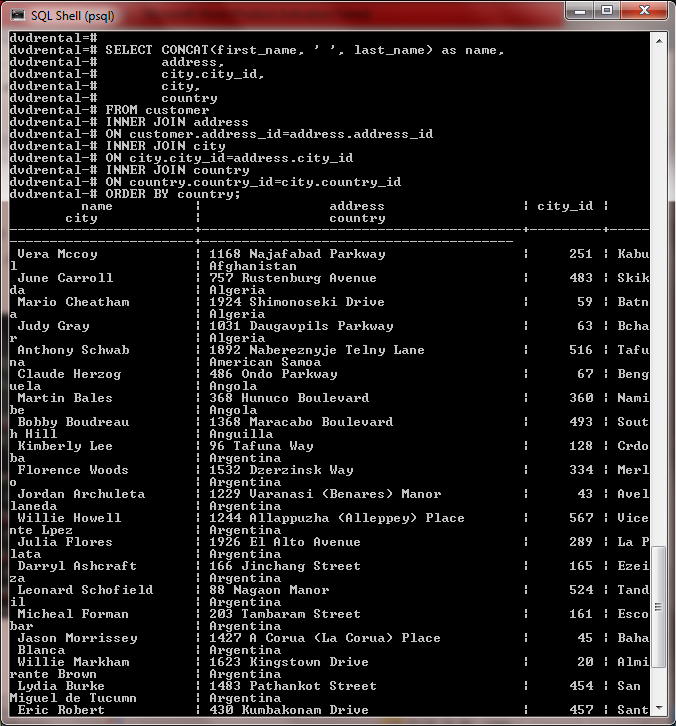 SQL Shell (psql)
dvdrental=#
dvdrental=# SELECT CONCAT(first_name, ' ', last_name) as name,
dvdrental-#        address,
dvdrental-#        city.city_id,
dvdrental-#        city,
dvdrental-#        country
dvdrental-# FROM customer
dvdrental-# INNER JOIN address
dvdrental-# ON customer.address_id=address.address_id
dvdrental-# INNER JOIN city
dvdrental-# ON city.city_id=address.city_id
dvdrental-# INNER JOIN country
dvdrental-# ON country.country_id=city.country_id
dvdrental-# ORDER BY country;
name | address | city_id |
city | country
-----------------------+-----------------------------------------+---------+-----
-----------------------+---------------------------------------
Vera Mccoy | 1168 Najafabad Parkway | 251 | Kabu
l | Afghanistan
June Carroll | 757 Rustenburg Avenue | 483 | Skik
da | Algeria
Mario Cheatham | 1924 Shimonoseki Drive | 59 | Batn
a | Algeria
Judy Gray | 1031 Daugavpils Parkway | 63 | Bcha
r | Algeria
Anthony Schwab | 1892 Nabereznyje Telny Lane | 516 | Tafu
na | American Samoa
Claude Herzog | 486 Ondo Parkway | 67 | Beng
uela | Angola
Martin Bales | 368 Hunuco Boulevard | 360 | Nami
be | Angola
Bobby Boudreau | 1368 Maracabo Boulevard | 493 | Sout
h Hill | Anguilla
Kimberly Lee | 96 Tafuna Way | 128 | Crdo
ba | Argentina
Florence Woods | 1532 Dzerzinsk Way | 334 | Merl
o | Argentina
Jordan Archuleta | 1229 Varanasi (Benares) Manor | 43 | Avel
laneda | Argentina
Willie Howell | 1244 Allappuzha (Alleppey) Place | 567 | Vice
nte Lpez | Argentina
Julia Flores | 1926 El Alto Avenue | 289 | La P
lata | Argentina
Darryl Ashcraft | 166 Jinchang Street | 165 | Ezei
za | Argentina
Leonard Schofield | 88 Nagaon Manor | 524 | Tand
il | Argentina
Micheal Forman | 203 Tambaram Street | 161 | Esco
bar | Argentina
Jason Morrissey | 1427 A Corua (La Corua) Place | 45 | Baha
Blanca | Argentina
Willie Markham | 1623 Kingstown Drive | 20 | Almi
rante Brown | Argentina
Lydia Burke | 1483 Pathankot Street | 454 | San
Miguel de Tucumn | Argentina
Eric Robert | 430 Kumbakonam Drive | 457 | Sant